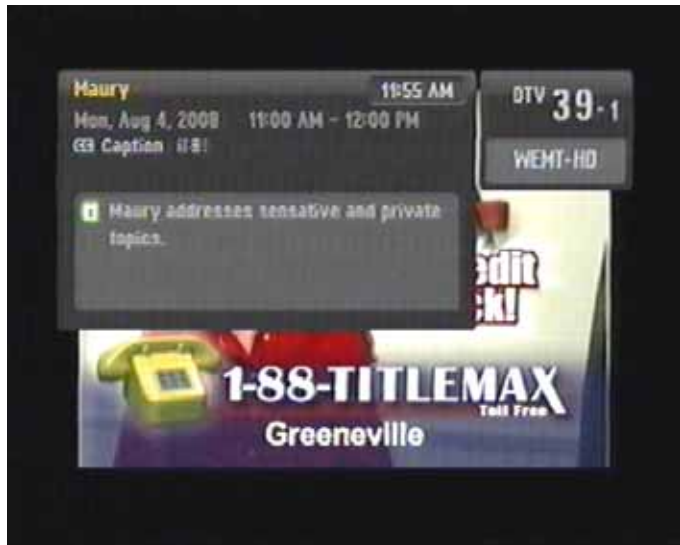 Maury
11:55 AM
Mon, Aug 4, 2008 11:00 AM - 12:00 PM
CC Caption
Maury addresses sensative and private
topics.
DTV 39-1
WEMT-HD
edit
k!
1-88-TITLEMAX
Toll Free
Greeneville